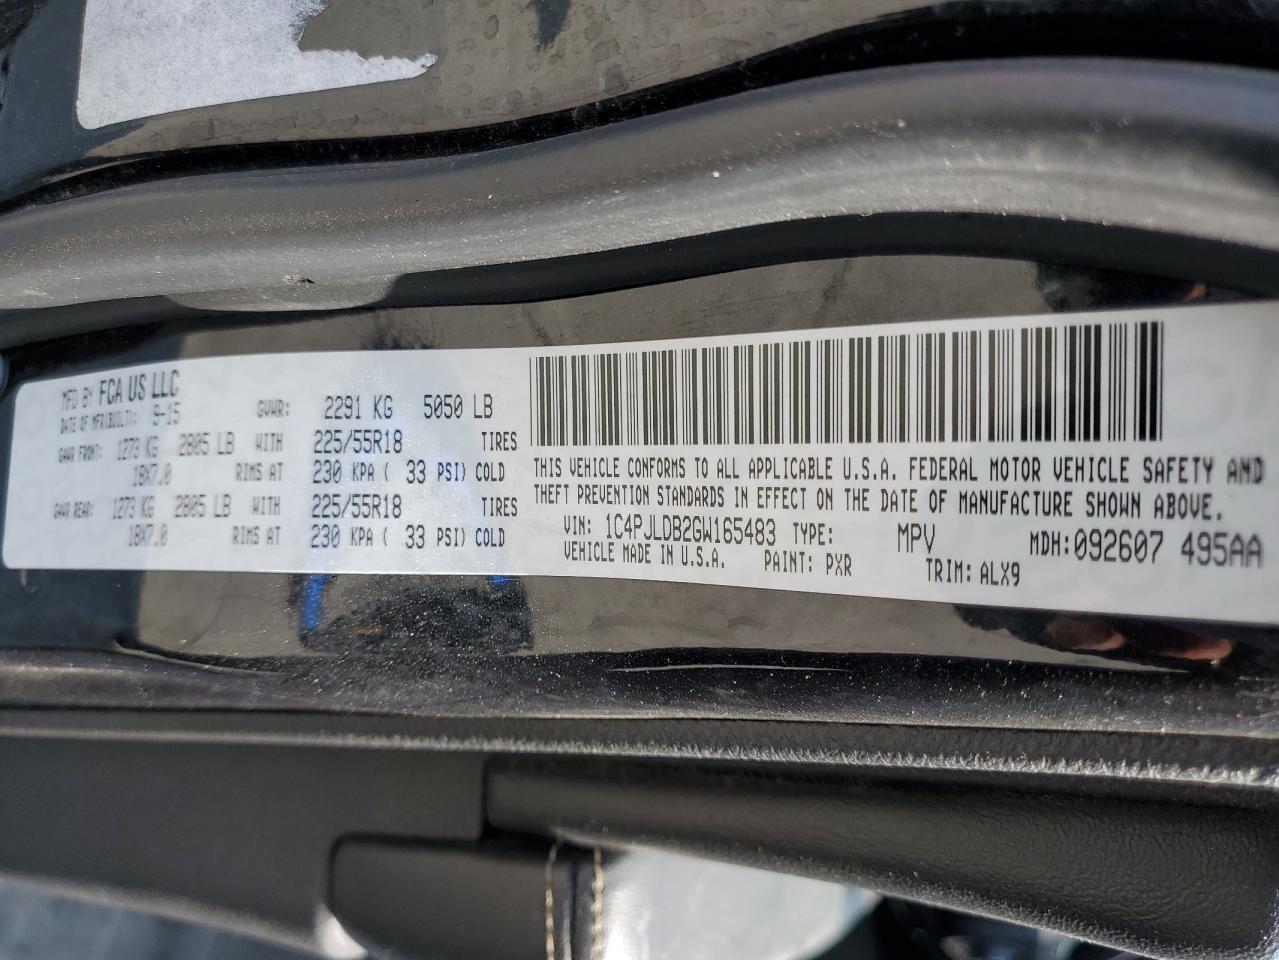 MFD BY FCA US LLC
DATE OF MFR(BUILT): 9-15 GVWR: 2291 KG 5050 LB
GAWR FRONT: 1273 KG 2805 LB WITH 225/55R18 TIRES
18X7.0 RIMS AT 230 KPA ( 33 PSI) COLD
GAWR REAR: 1273 KG 2805 LB WITH 225/55R18 TIRES
18X7.0 RIMS AT 230 KPA ( 33 PSI) COLD
THIS VEHICLE CONFORMS TO ALL APPLICABLE U.S.A. FEDERAL MOTOR VEHICLE SAFETY AND
THEFT PREVENTION STANDARDS IN EFFECT ON THE DATE OF MANUFACTURE SHOWN ABOVE.
VIN: 1C4PJLDB2GW165483 TYPE: MPV MDH:092607 495AA
VEHICLE MADE IN U.S.A. PAINT: PXR TRIM: ALX9